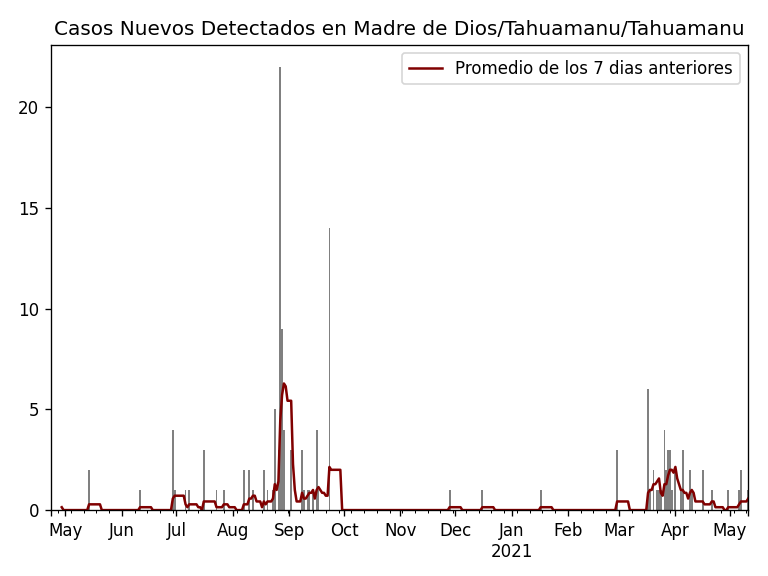 Casos Nuevos Detectados en Madre de Dios/Tahuamanu/Tahuamanu
Promedio de los 7 dias anteriores
20
15
10
5
0
May Jun Jul Aug Sep Oct Nov Dec Jan Feb Mar Apr May
2021